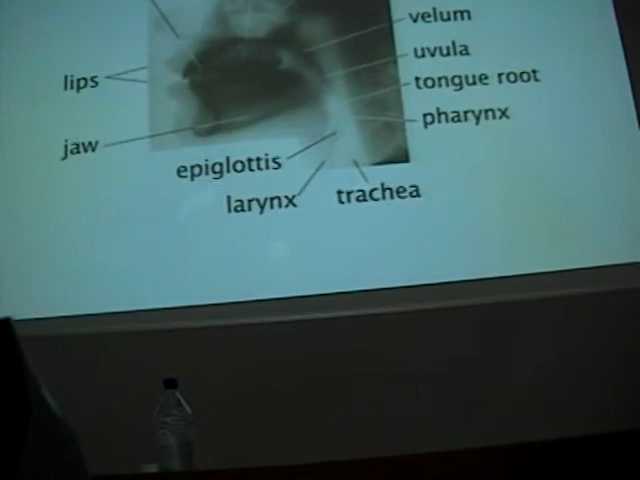 velum
uvula
lips
tongue root
pharynx
jaw
epiglottis
larynx
trachea